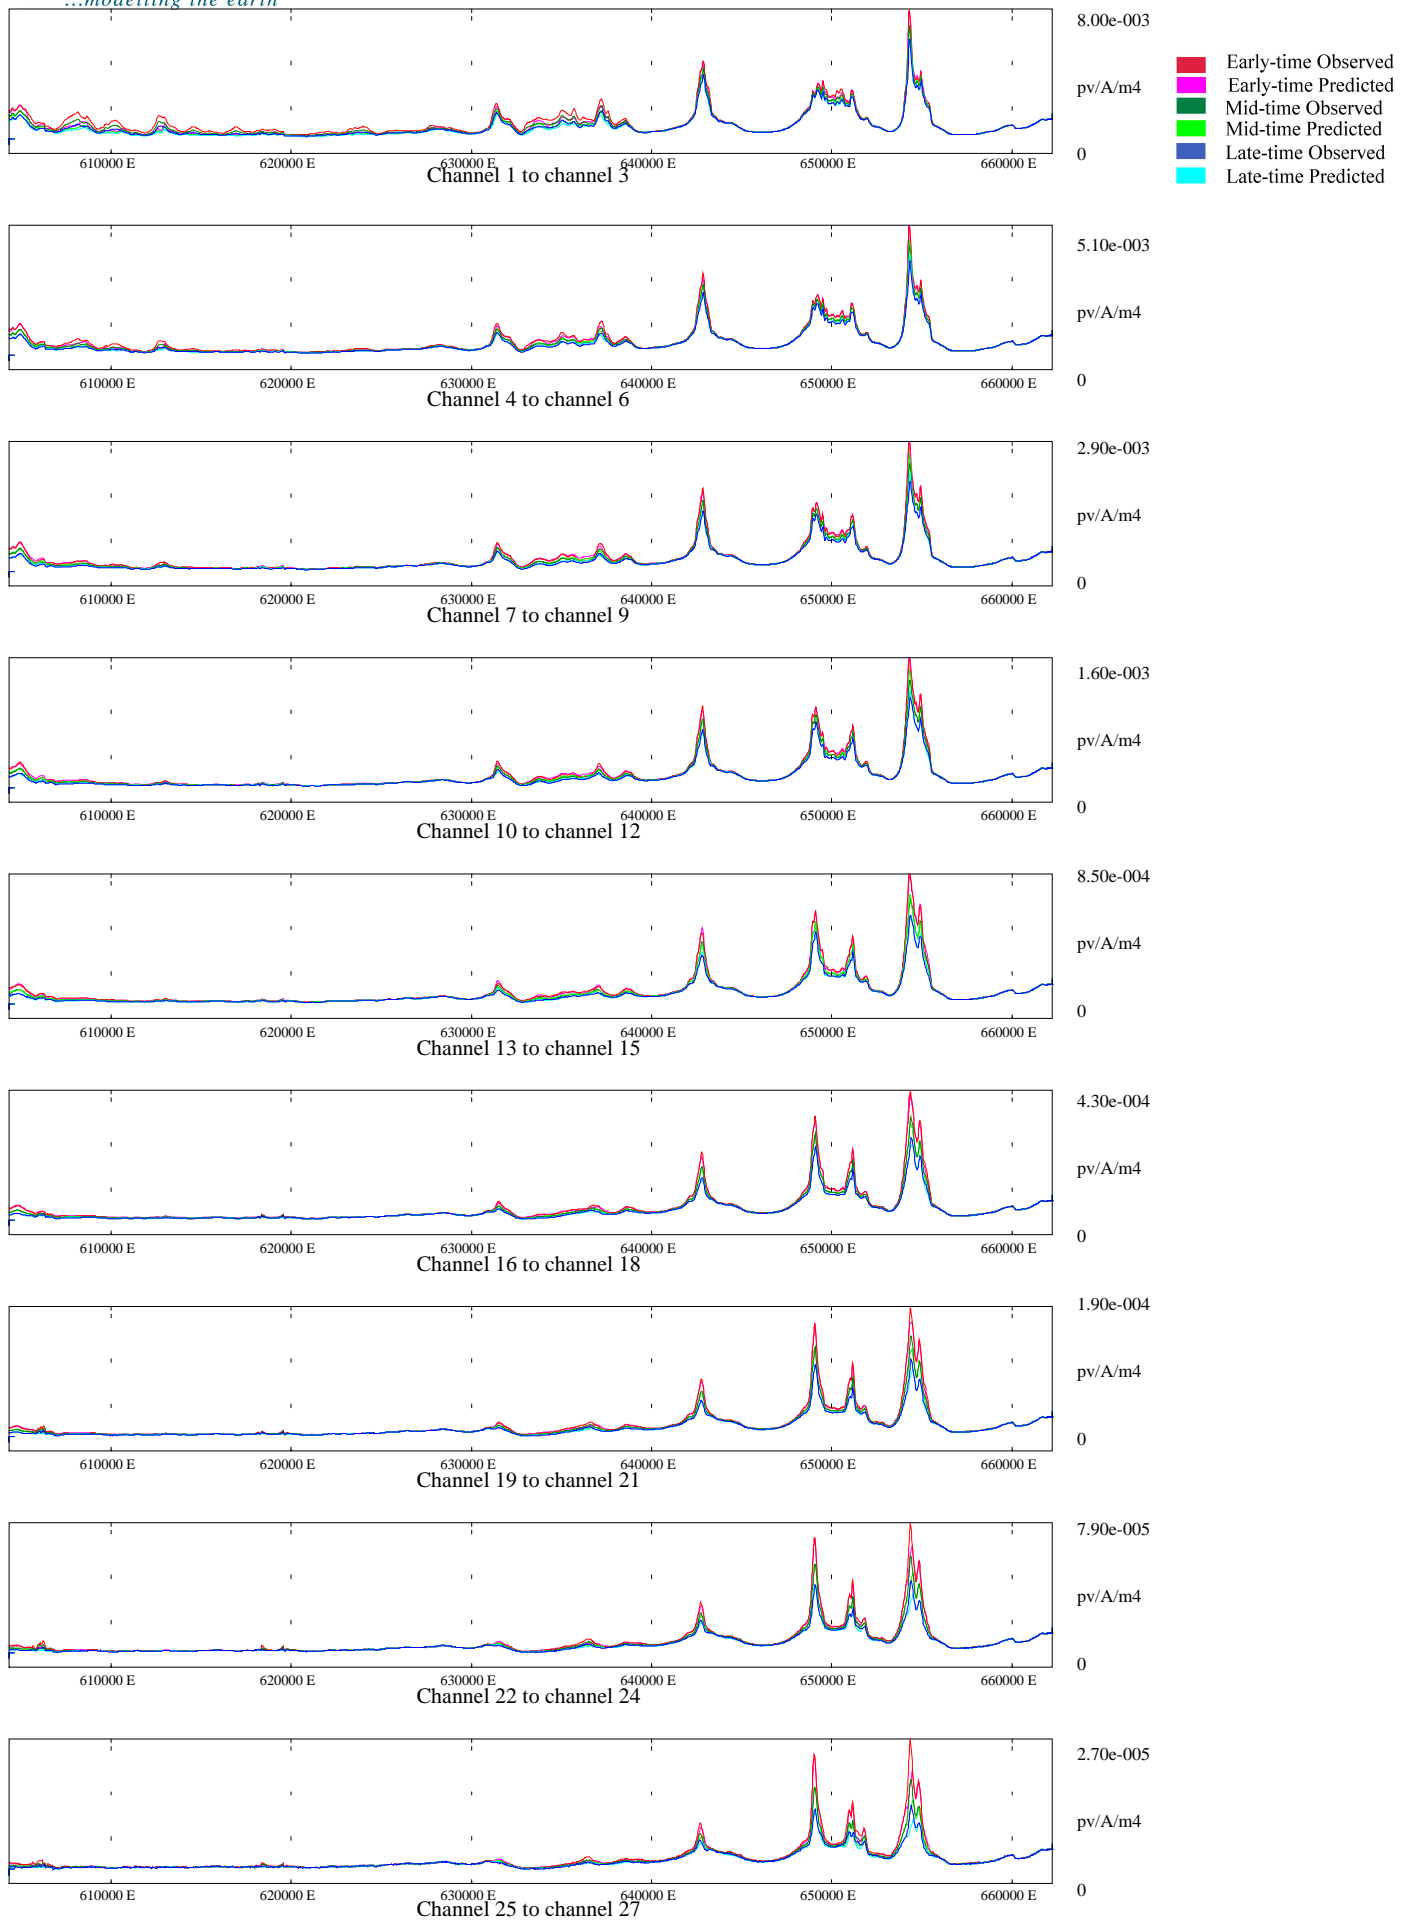 ...modelling the earth
8.00e-003
pv/A/m4
0
Early-time Observed
Early-time Predicted
Mid-time Observed
Mid-time Predicted
Late-time Observed
Late-time Predicted
610000 E 620000 E 630000 E 640000 E 650000 E 660000 E
Channel 1 to channel 3
5.10e-003
pv/A/m4
0
610000 E 620000 E 630000 E 640000 E 650000 E 660000 E
Channel 4 to channel 6
2.90e-003
pv/A/m4
0
610000 E 620000 E 630000 E 640000 E 650000 E 660000 E
Channel 7 to channel 9
1.60e-003
pv/A/m4
0
610000 E 620000 E 630000 E 640000 E 650000 E 660000 E
Channel 10 to channel 12
8.50e-004
pv/A/m4
0
610000 E 620000 E 630000 E 640000 E 650000 E 660000 E
Channel 13 to channel 15
4.30e-004
pv/A/m4
0
610000 E 620000 E 630000 E 640000 E 650000 E 660000 E
Channel 16 to channel 18
1.90e-004
pv/A/m4
0
610000 E 620000 E 630000 E 640000 E 650000 E 660000 E
Channel 19 to channel 21
7.90e-005
pv/A/m4
0
610000 E 620000 E 630000 E 640000 E 650000 E 660000 E
Channel 22 to channel 24
2.70e-005
pv/A/m4
0
610000 E 620000 E 630000 E 640000 E 650000 E 660000 E
Channel 25 to channel 27